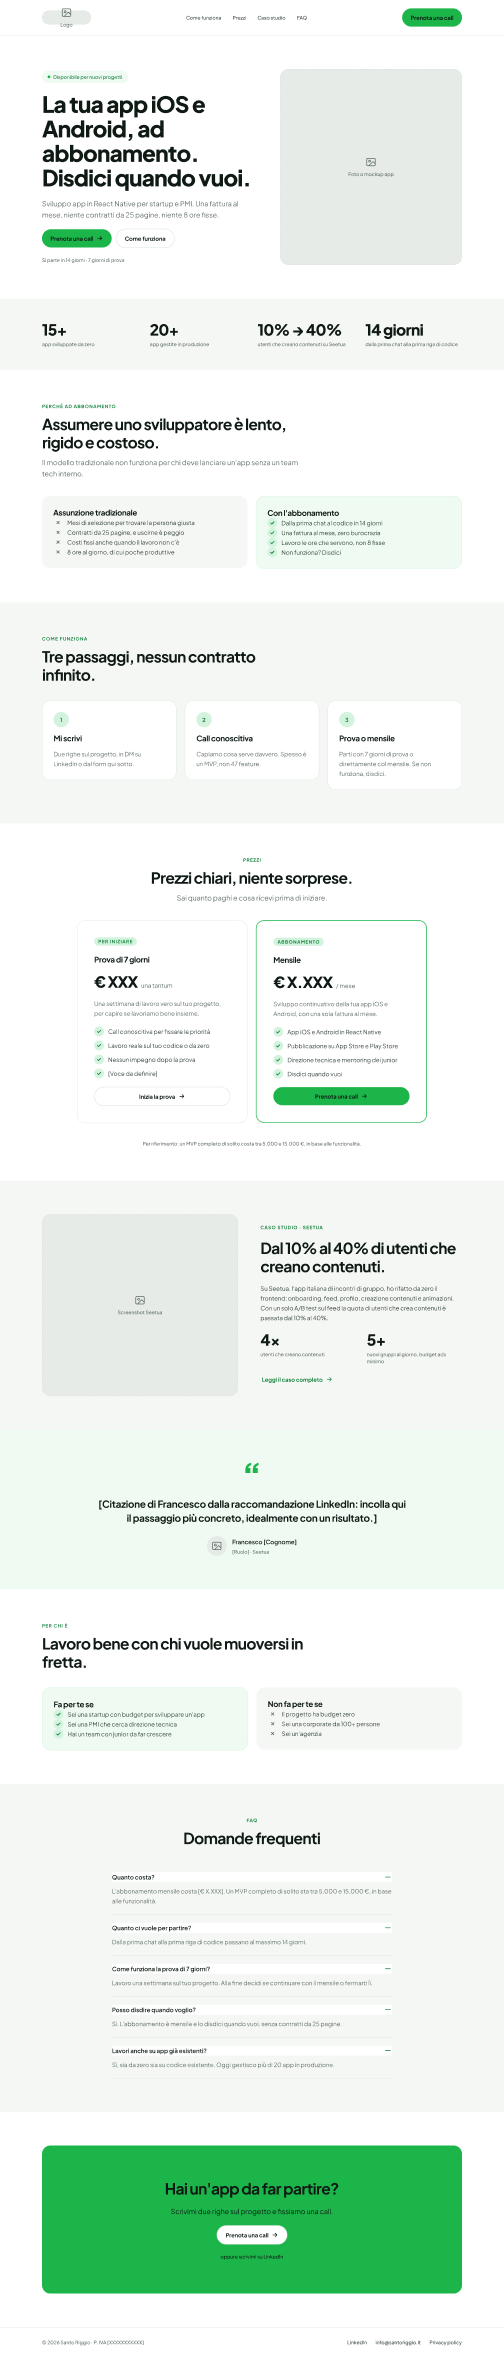 Logo
Come funziona
Prezzi
Caso studio
FAQ
Prenota una call
Disponibile per nuovi progetti
La tua app iOS e
Android, ad
abbonamento.
Disdici quando vuoi.
Sviluppo app in React Native per startup e PMI. Una fattura al
mese, niente contratti da 25 pagine, niente 8 ore fisse.
Prenota una call →
Come funziona
Si parte in 14 giorni · 7 giorni di prova
Foto o mockup app
15+
app sviluppate da zero
20+
app gestite in produzione
10% → 40%
utenti che creano contenuti su Seetua
14 giorni
dalla prima chat alla prima riga di codice
PERCHÉ AD ABBONAMENTO
Assumere uno sviluppatore è lento,
rigido e costoso.
Il modello tradizionale non funziona per chi deve lanciare un'app senza un team
tech interno.
Assunzione tradizionale
Mesi di selezione per trovare la persona giusta
Contratti da 25 pagine, e uscirne è peggio
Costi fissi anche quando il lavoro non c'è
8 ore al giorno, di cui poche produttive
Con l'abbonamento
Dalla prima chat al codice in 14 giorni
Una fattura al mese, zero burocrazia
Lavoro le ore che servono, non 8 fisse
Non funziona? Disdici
COME FUNZIONA
Tre passaggi, nessun contratto
infinito.
1
Mi scrivi
Due righe sul progetto, in DM su
LinkedIn o dal form qui sotto.
2
Call conoscitiva
Capiamo cosa serve davvero. Spesso è
un MVP, non 47 feature.
3
Prova o mensile
Parti con 7 giorni di prova o
direttamente col mensile. Se non
funziona, disdici.
PREZZI
Prezzi chiari, niente sorprese.
Sai quanto paghi e cosa ricevi prima di iniziare.
PER INIZIARE
Prova di 7 giorni
€ XXX una tantum
Una settimana di lavoro vero sul tuo progetto,
per capire se lavoriamo bene insieme.
Call conoscitiva per fissare le priorità
Lavoro reale sul tuo codice o da zero
Nessun impegno dopo la prova
[Voce da definire]
Inizia la prova →
ABBONAMENTO
Mensile
€ X.XXX / mese
Sviluppo continuativo della tua app iOS e
Android, con una sola fattura al mese.
App iOS e Android in React Native
Pubblicazione su App Store e Play Store
Direzione tecnica e mentoring dei junior
Disdici quando vuoi
Prenota una call →
Per riferimento: un MVP completo di solito costa tra 5.000 e 15.000 €, in base alle funzionalità.
Screenshot Seetua
CASO STUDIO · SEETUA
Dal 10% al 40% di utenti che
creano contenuti.
Su Seetua, l'app italiana di incontri di gruppo, ho rifatto da zero il
frontend: onboarding, feed, profilo, creazione contenuti e animazioni.
Con un solo A/B test sul feed la quota di utenti che crea contenuti è
passata dal 10% al 40%.
4×
utenti che creano contenuti
5+
nuovi gruppi al giorno, budget ads
minimo
Leggi il caso completo →
“
[Citazione di Francesco dalla raccomandazione LinkedIn: incolla qui
il passaggio più concreto, idealmente con un risultato.]
Francesco [Cognome]
[Ruolo] · Seetua
PER CHI È
Lavoro bene con chi vuole muoversi in
fretta.
Fa per te se
Sei una startup con budget per sviluppare un'app
Sei una PMI che cerca direzione tecnica
Hai un team con junior da far crescere
Non fa per te se
Il progetto ha budget zero
Sei una corporate da 100+ persone
Sei un'agenzia
FAQ
Domande frequenti
Quanto costa?
L'abbonamento mensile costa [€ X.XXX]. Un MVP completo di solito sta tra 5.000 e 15.000 €, in base
alle funzionalità.
Quanto ci vuole per partire?
Dalla prima chat alla prima riga di codice passano al massimo 14 giorni.
Come funziona la prova di 7 giorni?
Lavoro una settimana sul tuo progetto. Alla fine decidi se continuare con il mensile o fermarti lì.
Posso disdire quando voglio?
Sì. L'abbonamento è mensile e lo disdici quando vuoi, senza contratti da 25 pagine.
Lavori anche su app già esistenti?
Sì, sia da zero sia su codice esistente. Oggi gestisco più di 20 app in produzione.
Hai un'app da far partire?
Scrivimi due righe sul progetto e fissiamo una call.
Prenota una call →
oppure scrivimi su LinkedIn
© 2026 Santo Riggio · P. IVA [XXXXXXXXXXX]
LinkedIn
info@santoriggio.it
Privacy policy